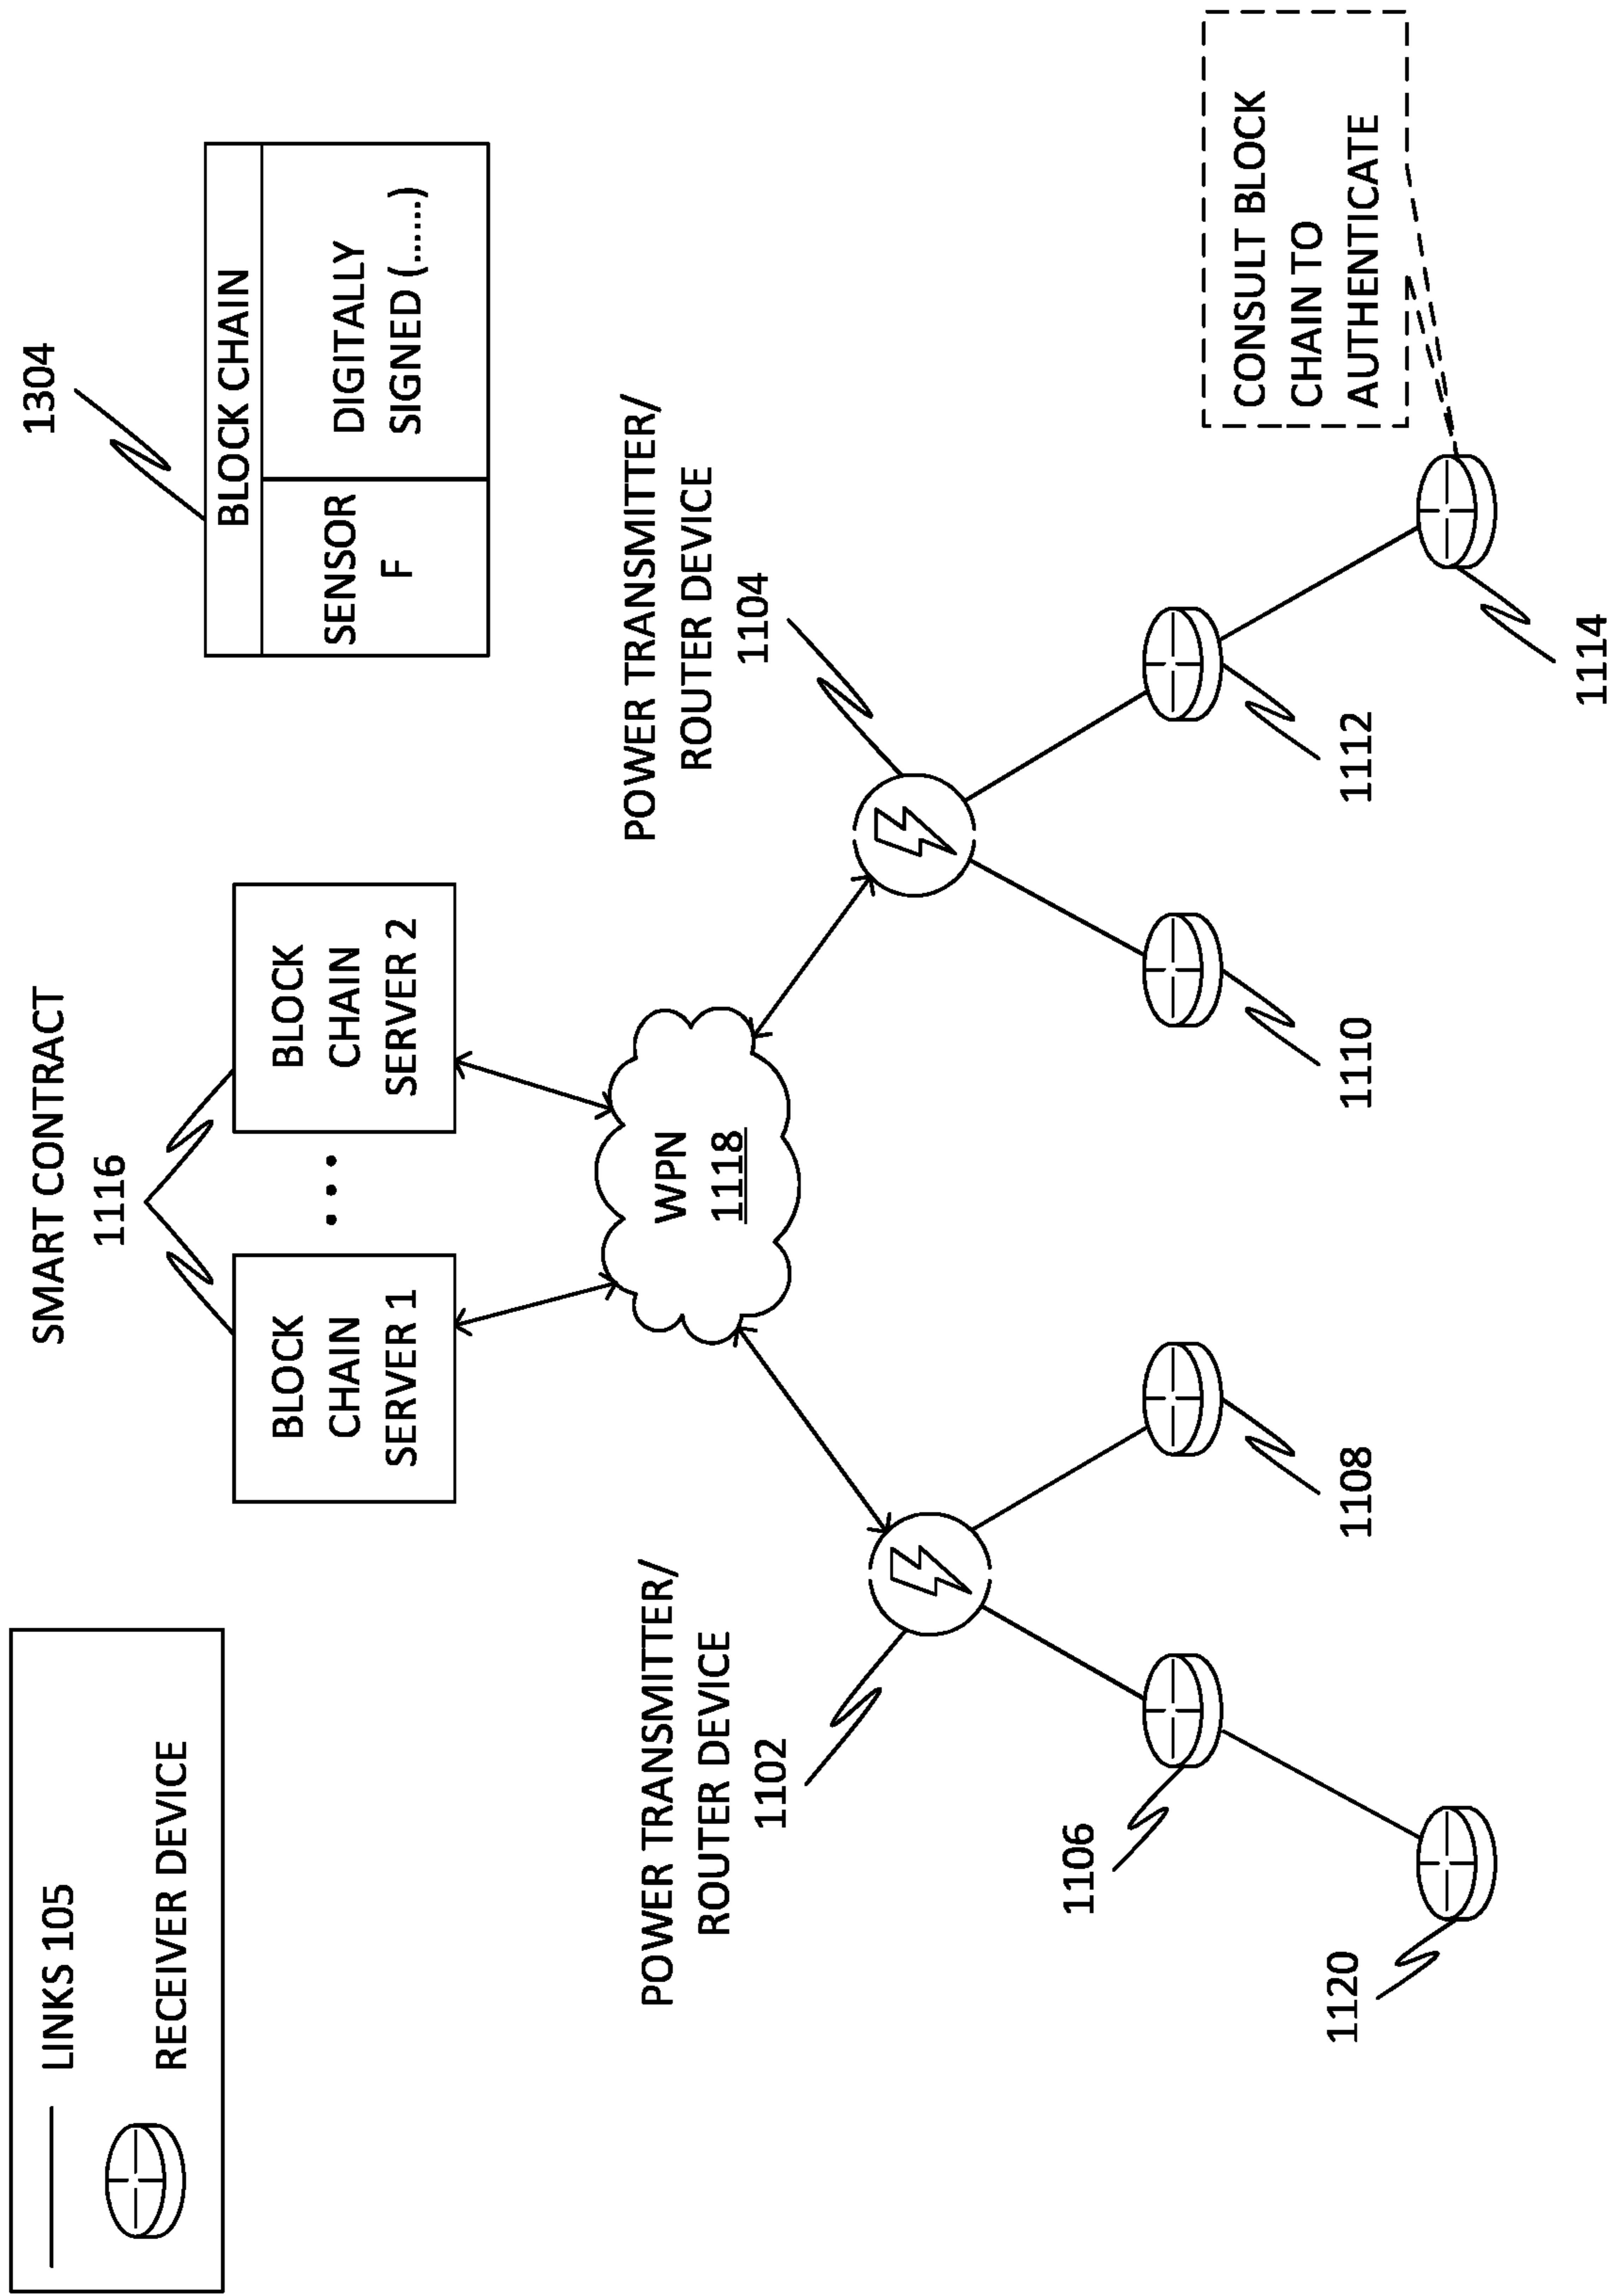 LINKS 105
RECEIVER DEVICE
SMART CONTRACT
1116
BLOCK
CHAIN
SERVER 1
...
BLOCK
CHAIN
SERVER 2
1304
BLOCK CHAIN
SENSOR
F
DIGITALLY
SIGNED (......)
WPN
1118
POWER TRANSMITTER/
ROUTER DEVICE
1102
POWER TRANSMITTER/
ROUTER DEVICE
1104
1106
1108
1110
1112
1120
1114
CONSULT BLOCK
CHAIN TO
AUTHENTICATE